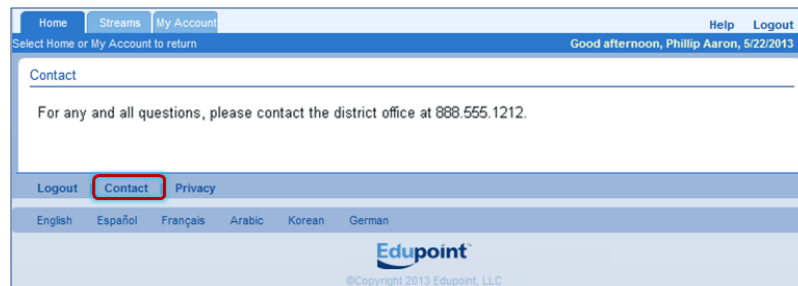 Home Streams My Account
Help Logout
Select Home or My Account to return Good afternoon, Phillip Aaron, 5/22/2013
Contact
For any and all questions, please contact the district office at 888.555.1212.
Logout | Contact | Privacy
English Español Français Arabic Korean German
Edupoint™
©Copyright 2013 Edupoint, LLC